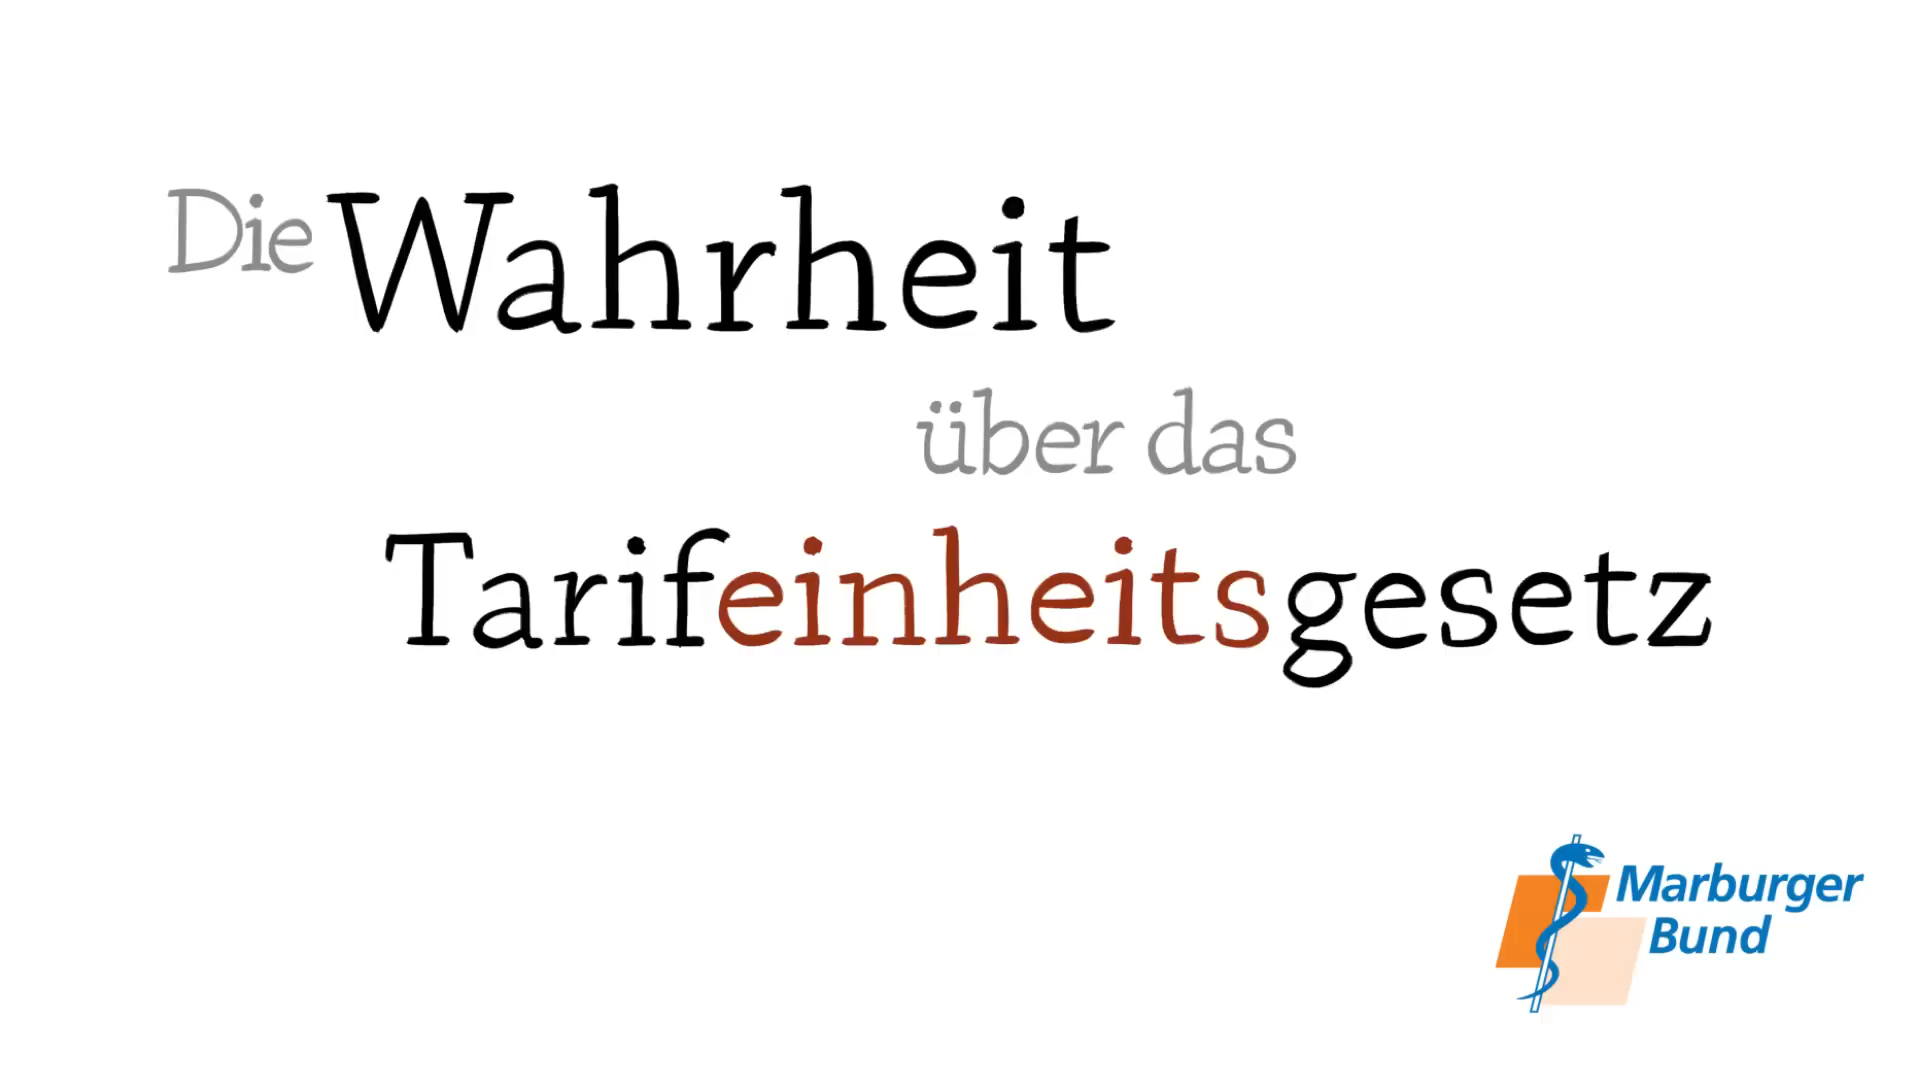 Die Wahrheit
über das
Tarifeinheitsgesetz
Marburger
Bund